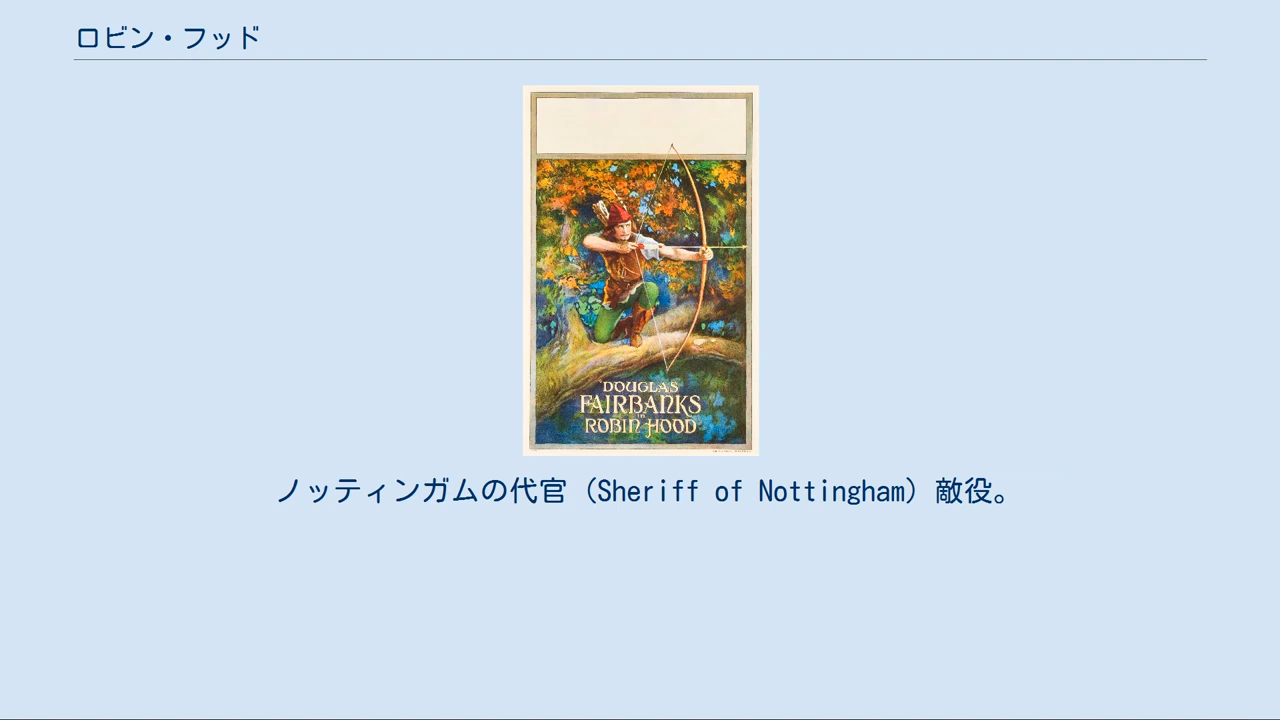 ロビン・フッド
DOUGLAS
FAIRBANKS
in
ROBIN HOOD
ノッティンガムの代官（Sheriff of Nottingham）敵役。